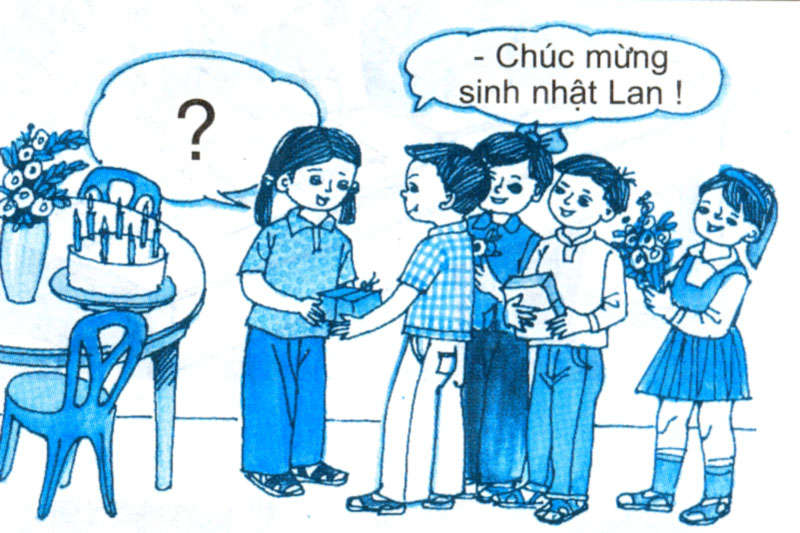 ?
- Chúc mừng
sinh nhật Lan !